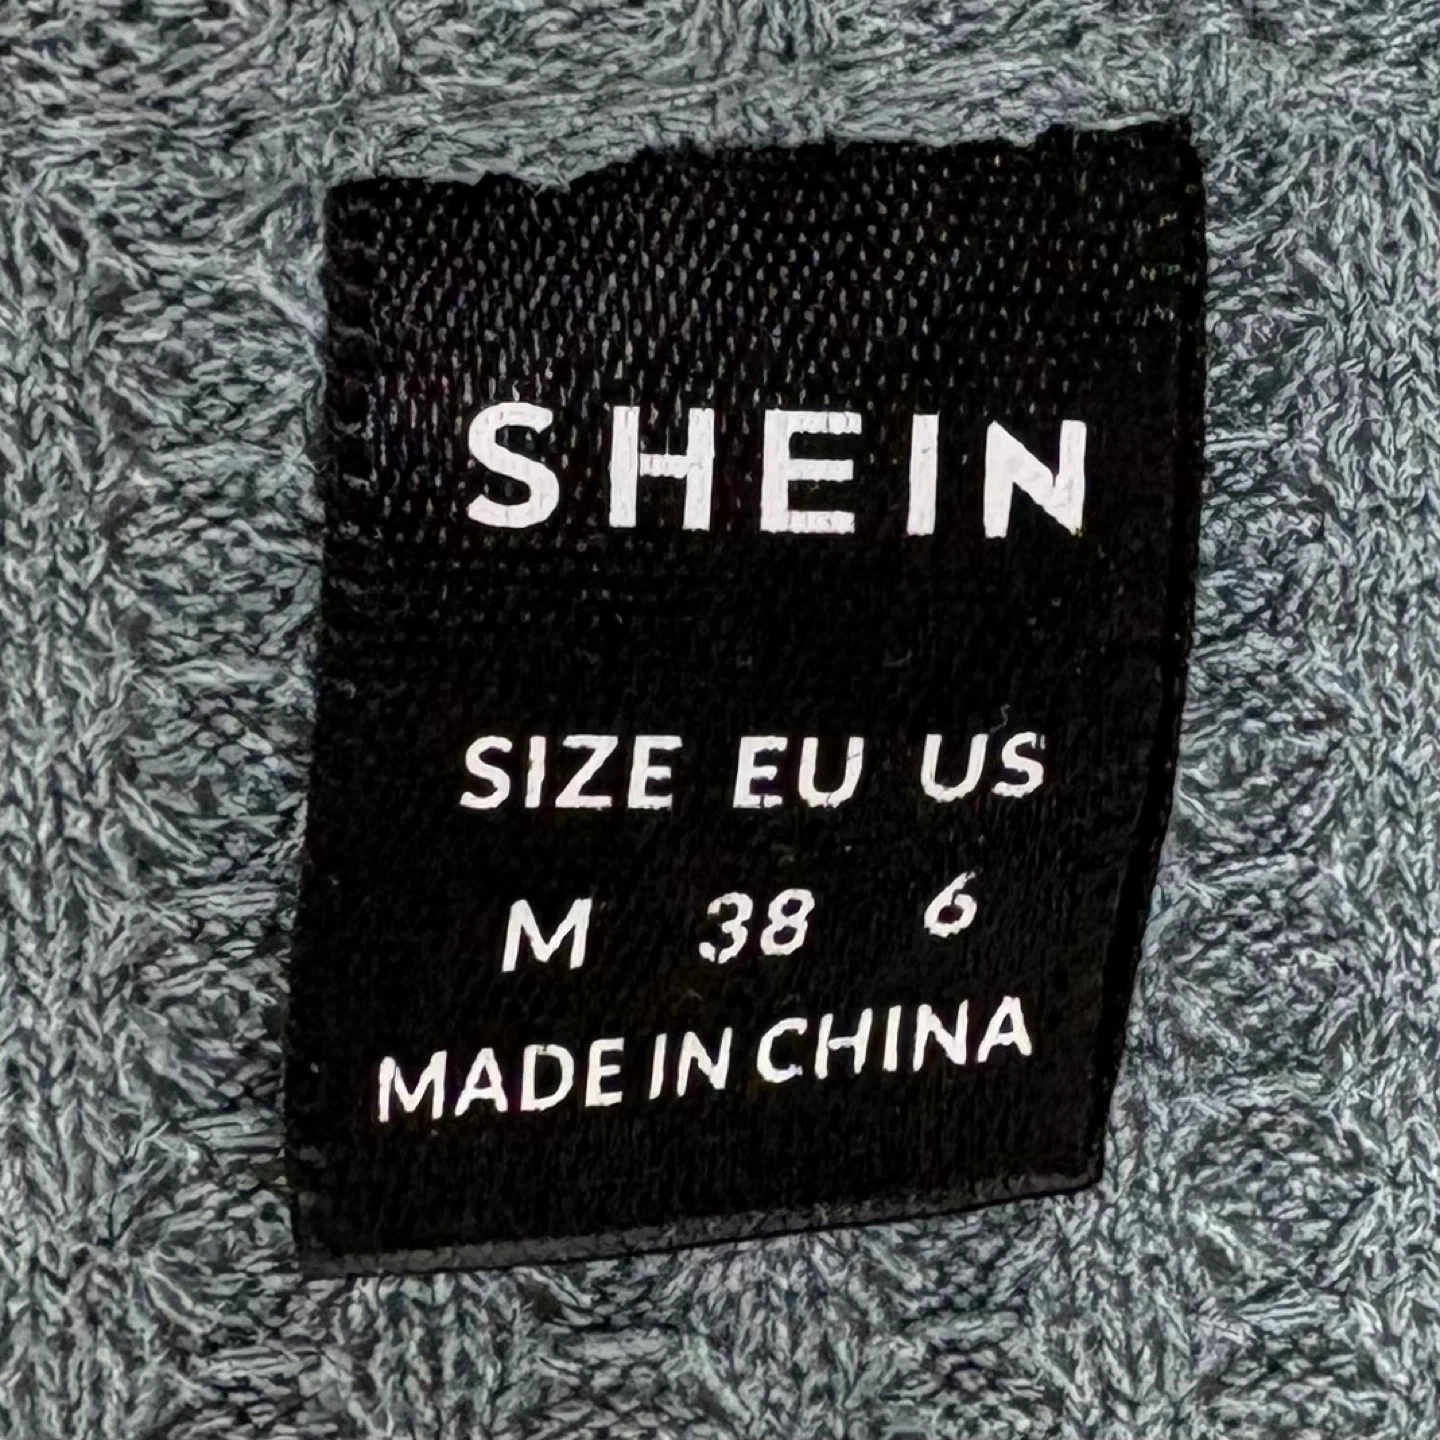 SHEIN
SIZE EU US
M 38 6
MADE IN CHINA